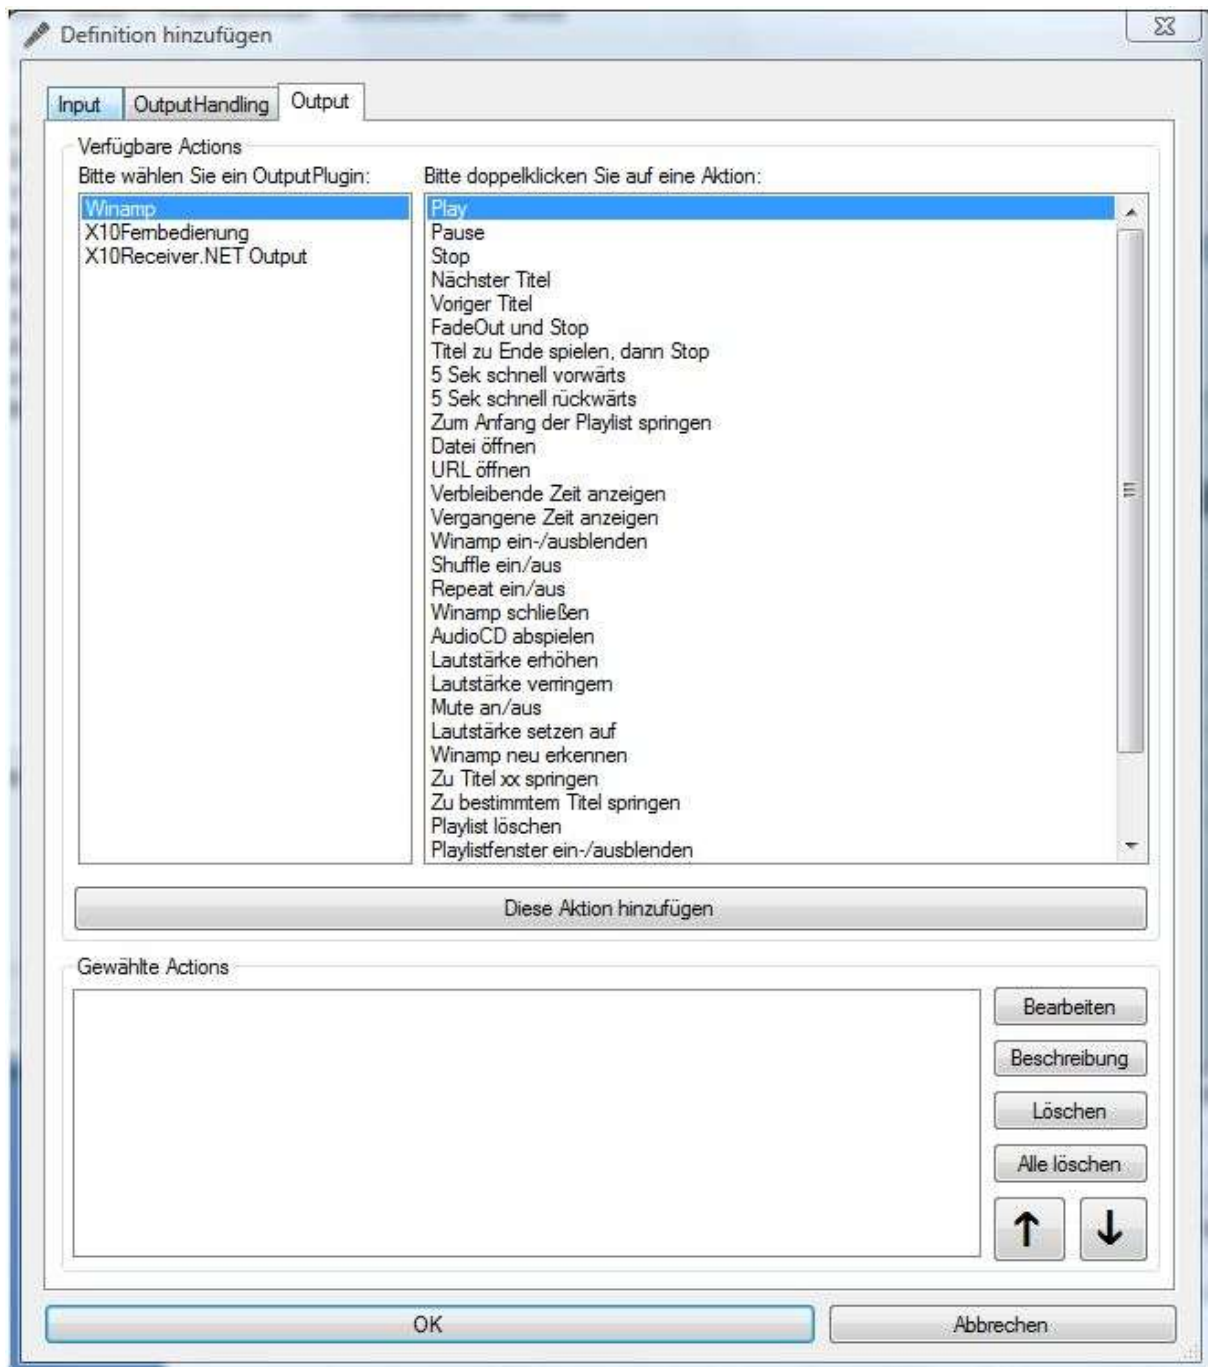 Definition hinzufügen
Input
OutputHandling
Output
Verfügbare Actions
Bitte wählen Sie ein OutputPlugin:
Bitte doppelklicken Sie auf eine Aktion:
Winamp
X10Fernbedienung
X10Receiver.NET Output
Play
Pause
Stop
Nächster Titel
Voriger Titel
FadeOut und Stop
Titel zu Ende spielen, dann Stop
5 Sek schnell vorwärts
5 Sek schnell rückwärts
Zum Anfang der Playlist springen
Datei öffnen
URL öffnen
Verbleibende Zeit anzeigen
Vergangene Zeit anzeigen
Winamp ein-/ausblenden
Shuffle ein/aus
Repeat ein/aus
Winamp schließen
AudioCD abspielen
Lautstärke erhöhen
Lautstärke verringern
Mute an/aus
Lautstärke setzen auf
Winamp neu erkennen
Zu Titel xx springen
Zu bestimmtem Titel springen
Playlist löschen
Playlistfenster ein-/ausblenden
Diese Aktion hinzufügen
Gewählte Actions
Bearbeiten
Beschreibung
Löschen
Alle löschen
OK
Abbrechen